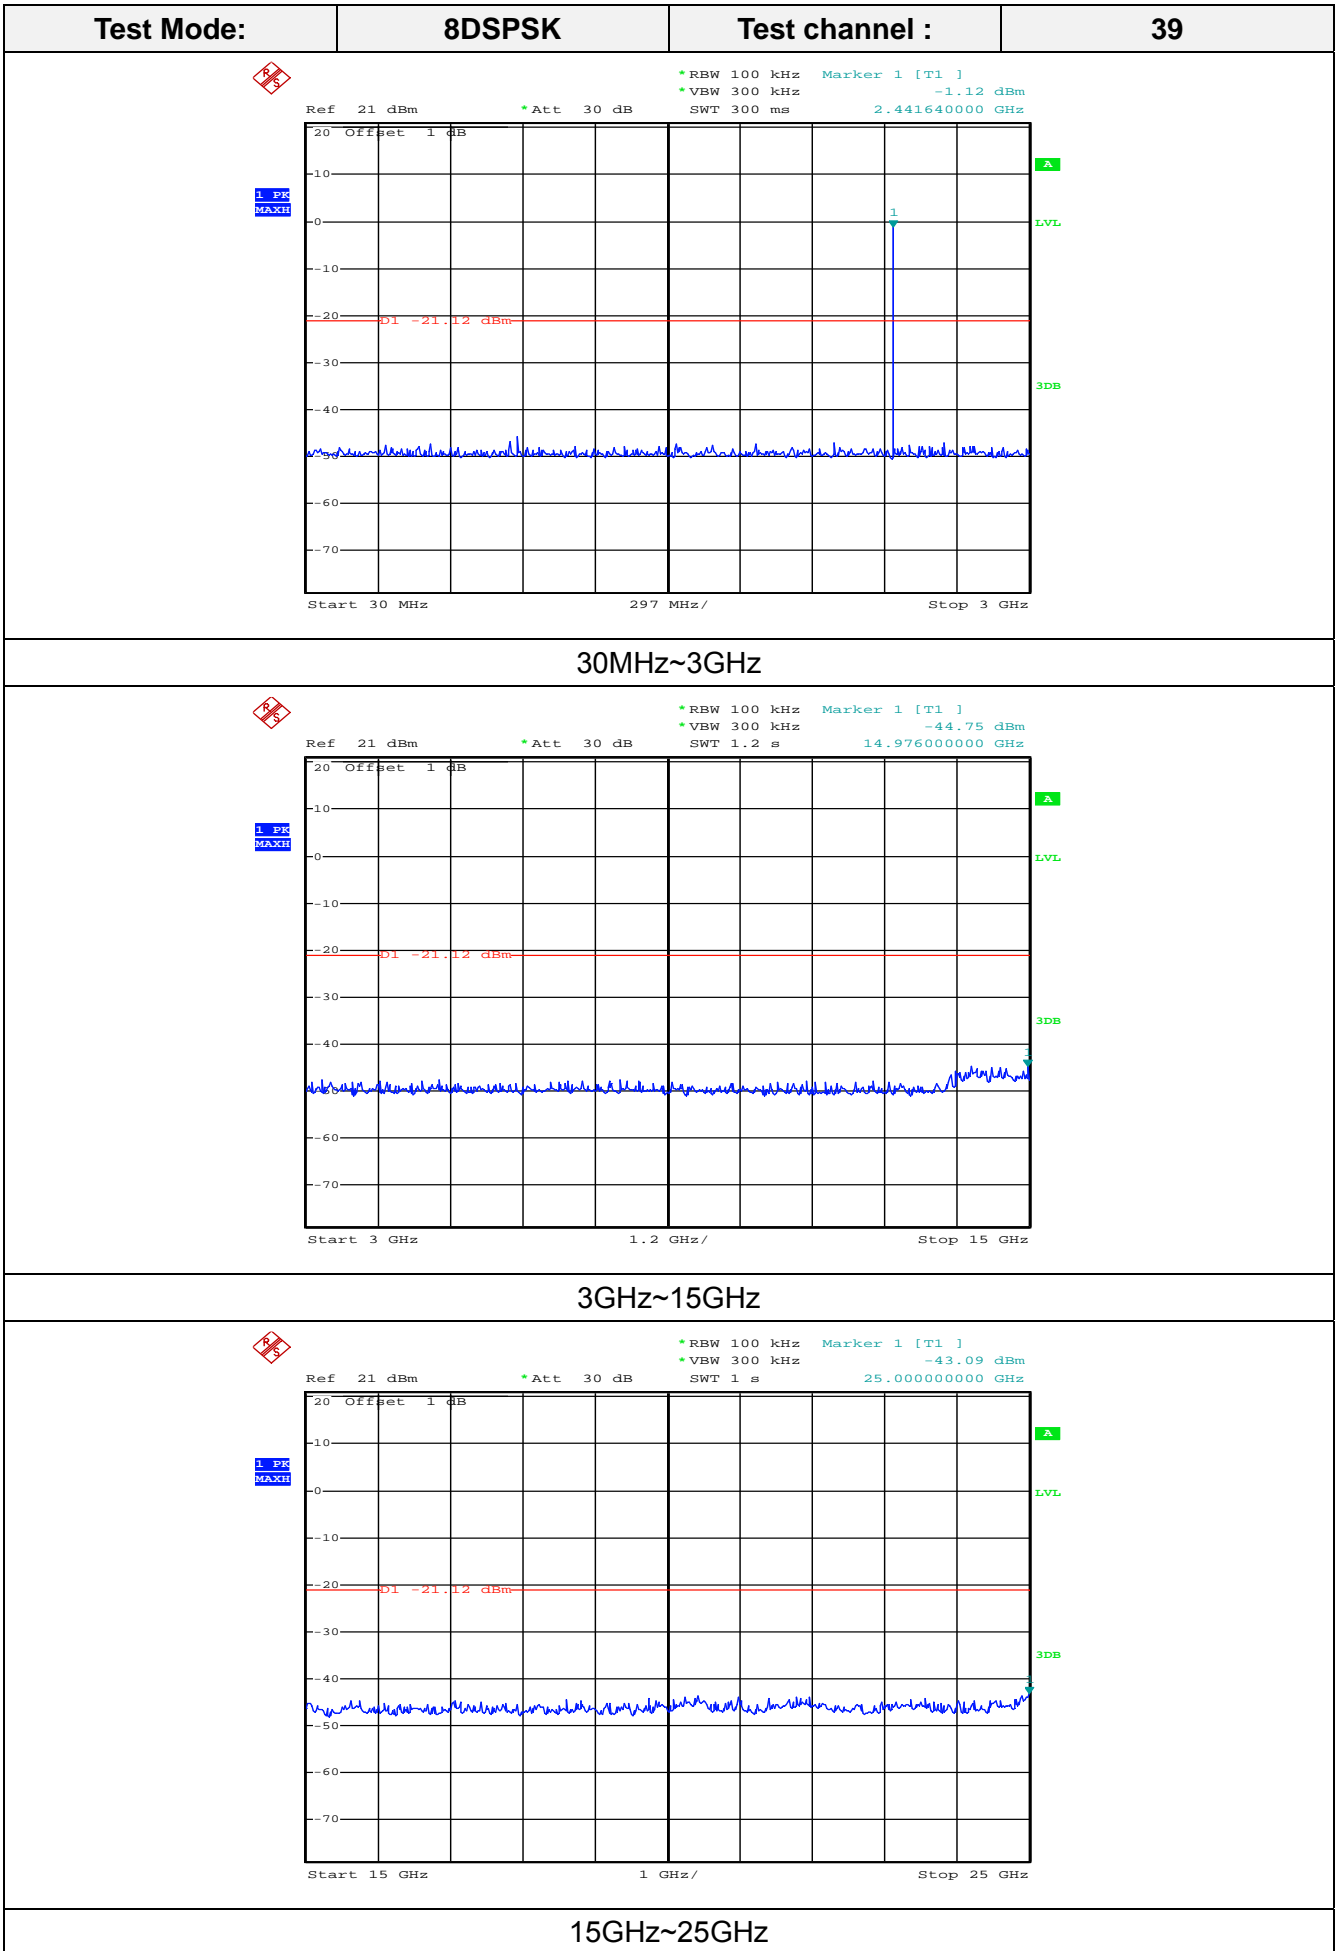 Test Mode: 8DSPSK Test channel : 39
R S
*RBW 100 kHz Marker 1 [T1 ]
*VBW 300 kHz -1.12 dBm
Ref 21 dBm *Att 30 dB SWT 300 ms 2.441640000 GHz
20 Offset 1 dB
A
10
1 PK
MAXH
1
0
LVL
-10
-20
D1 -21.12 dBm
-30
3DB
-40
-50
-60
-70
Start 30 MHz 297 MHz/ Stop 3 GHz
30MHz~3GHz
R S
*RBW 100 kHz Marker 1 [T1 ]
*VBW 300 kHz -44.75 dBm
Ref 21 dBm *Att 30 dB SWT 1.2 s 14.976000000 GHz
20 Offset 1 dB
A
10
1 PK
MAXH
0
LVL
-10
-20
D1 -21.12 dBm
-30
3DB
-40
1
-50
-60
-70
Start 3 GHz 1.2 GHz/ Stop 15 GHz
3GHz~15GHz
R S
*RBW 100 kHz Marker 1 [T1 ]
*VBW 300 kHz -43.09 dBm
Ref 21 dBm *Att 30 dB SWT 1 s 25.000000000 GHz
20 Offset 1 dB
A
10
1 PK
MAXH
0
LVL
-10
-20
D1 -21.12 dBm
-30
3DB
-40
1
-50
-60
-70
Start 15 GHz 1 GHz/ Stop 25 GHz
15GHz~25GHz